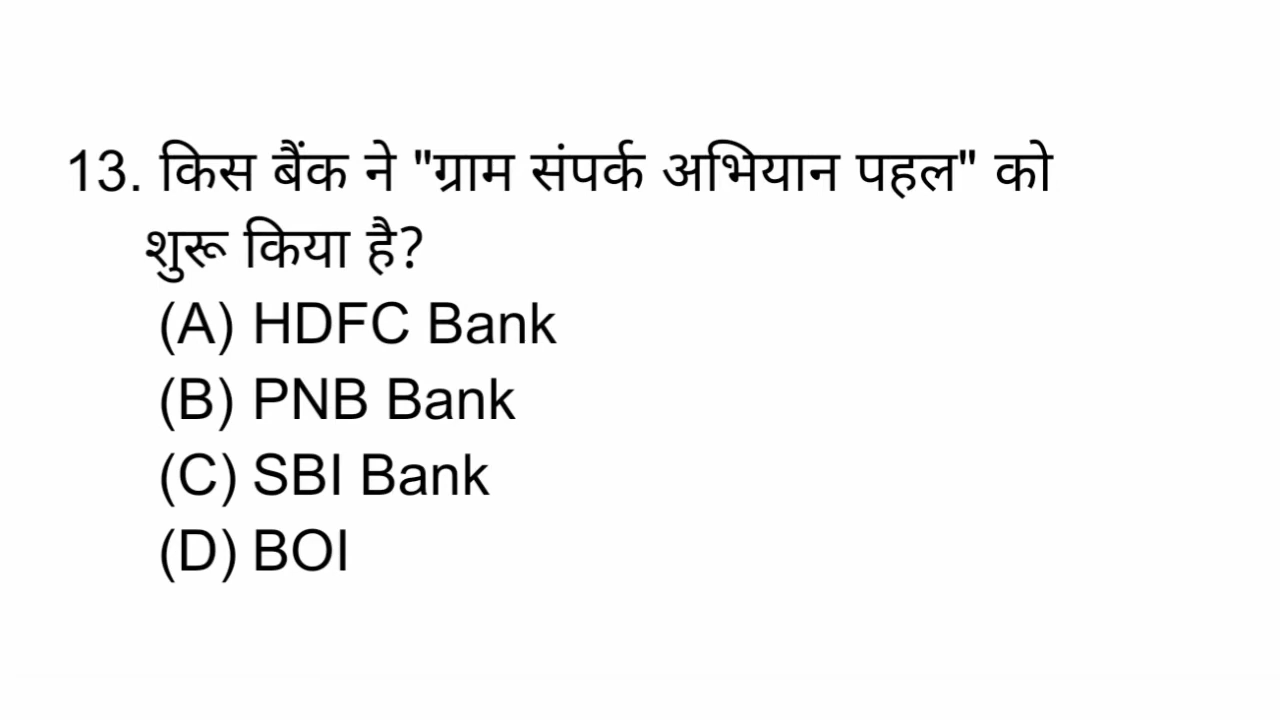 13. किस बैंक ने "ग्राम संपर्क अभियान पहल" को
शुरू किया है?
(A) HDFC Bank
(B) PNB Bank
(C) SBI Bank
(D) BOI